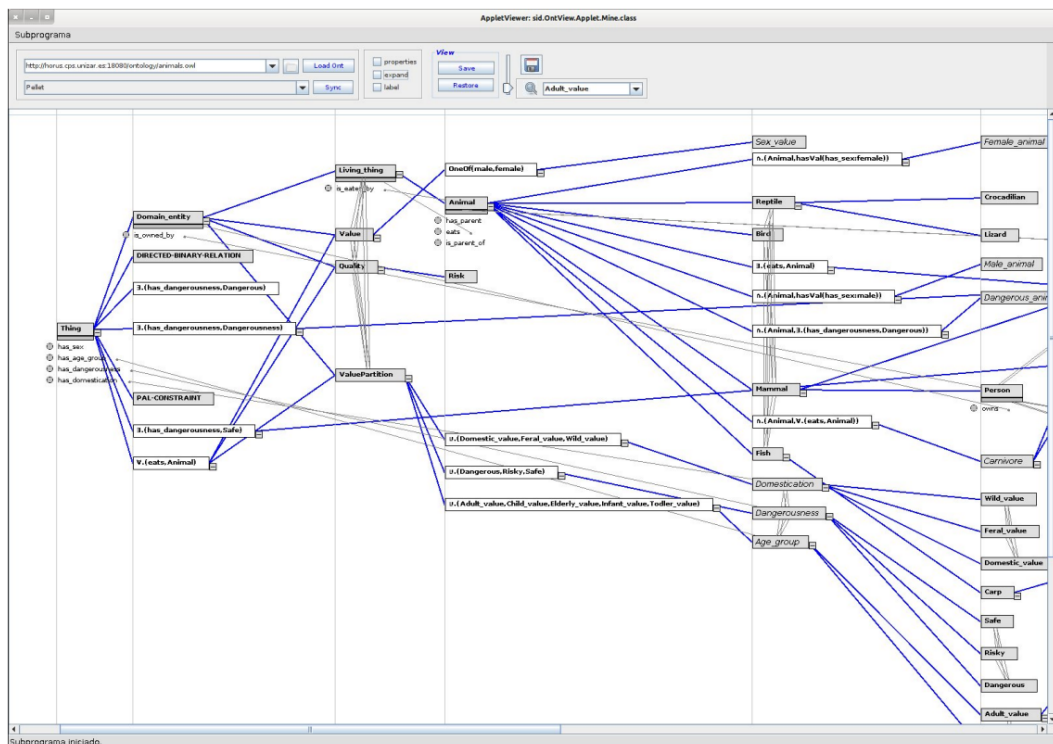 AppletViewer: sid.OntView.Applet.Mine.class
Subprograma
http://horus.cps.unizar.es:18080/ontology/animals.owl
Load Ont
Pellet
Sync
properties
expand
label
View
Save
Restore
Adult_value
Thing
has_sex
has_age_group
has_dangerousness
has_domestication
Domain_entity
is_owned_by
DIRECTED-BINARY-RELATION
∃.(has_dangerousness,Dangerous)
∃.(has_dangerousness,Dangerousness)
PAL-CONSTRAINT
∃.(has_dangerousness,Safe)
∀.(eats,Animal)
Living_thing
is_eaten_by
Value
Quality
ValuePartition
OneOf(male,female)
Animal
has_parent
eats
is_parent_of
Risk
∪.(Domestic_value,Feral_value,Wild_value)
∪.(Dangerous,Risky,Safe)
∪.(Adult_value,Child_value,Elderly_value,Infant_value,Todler_value)
Sex_value
∩.(Animal,hasVal(has_sex:female))
Reptile
Bird
∃.(eats,Animal)
∩.(Animal,hasVal(has_sex:male))
∩.(Animal,∃.(has_dangerousness,Dangerous))
Mammal
∩.(Animal,∀.(eats,Animal))
Fish
Domestication
Dangerousness
Age_group
Female_animal
Crocadilian
Lizard
Male_animal
Dangerous_ani
Person
owns
Carnivore
Wild_value
Feral_value
Domestic_value
Carp
Safe
Risky
Dangerous
Adult_value
Subprograma iniciado.